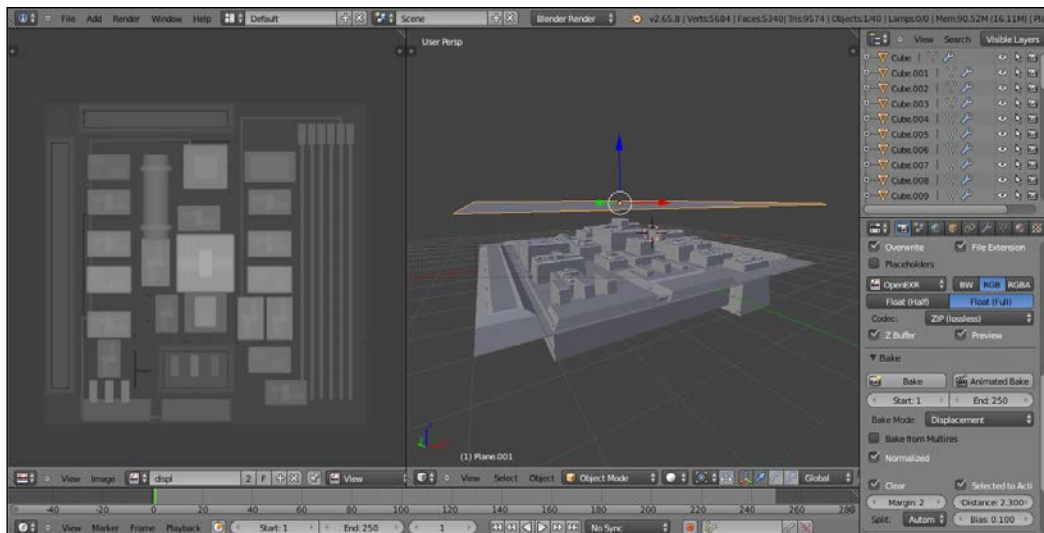 File Add Render Window Help Default Scene Blender Render v2.65.8 | Verts:5684 | Faces:5340 | Tris:9574 | Objects:1/40 | Lamps:0/0 | Mem:90.52M (16.11M) | Pla
User Persp
(1) Plane.001
View Image displ 2 F View
View Select Object Object Mode Global
View Search Visible Layers
Cube
Cube.001
Cube.002
Cube.003
Cube.004
Cube.005
Cube.006
Cube.007
Cube.008
Cube.009
Overwrite File Extension
Placeholders
OpenEXR BW RGB RGBA
Float (Half) Float (Full)
Codec: ZIP (lossless)
Z Buffer Preview
Bake
Bake Animated Bake
Start: 1 End: 250
Bake Mode: Displacement
Bake from Multires
Normalized
Clear Selected to Acti
Margin: 2 Distance: 2.300
Split: Autom Bias: 0.100
-40 -20 0 20 40 60 80 100 120 140 160 180 200 220 240 260 280
View Marker Frame Playback Start: 1 End: 250 1 No Sync